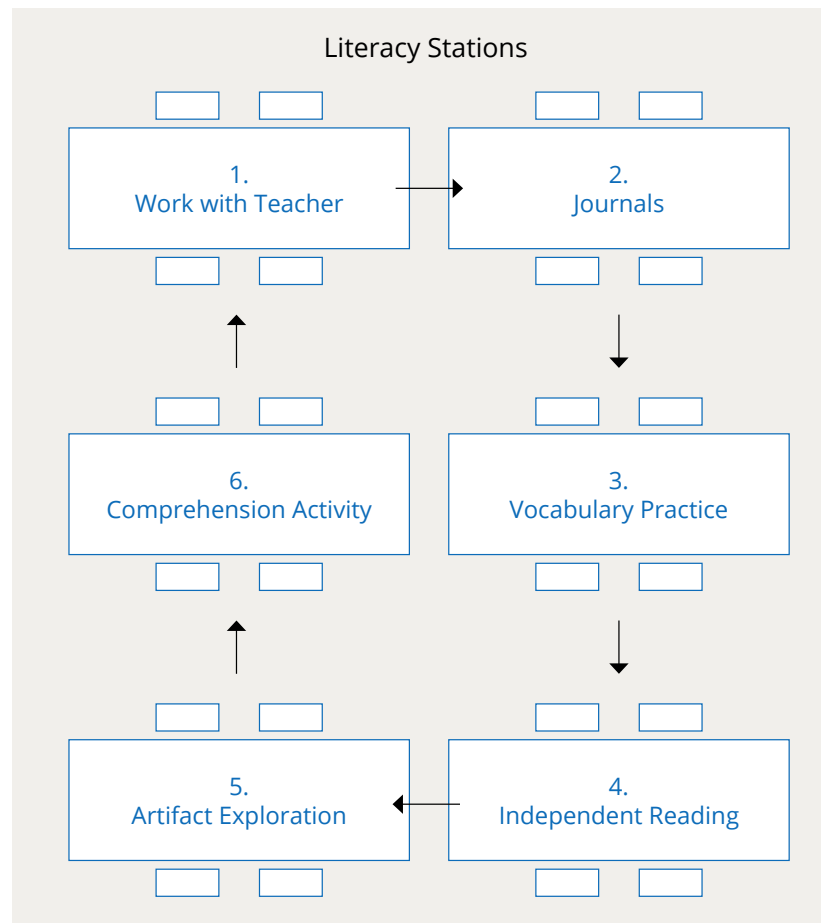 Literacy Stations
1.
Work with Teacher
2.
Journals
3.
Vocabulary Practice
4.
Independent Reading
5.
Artifact Exploration
6.
Comprehension Activity